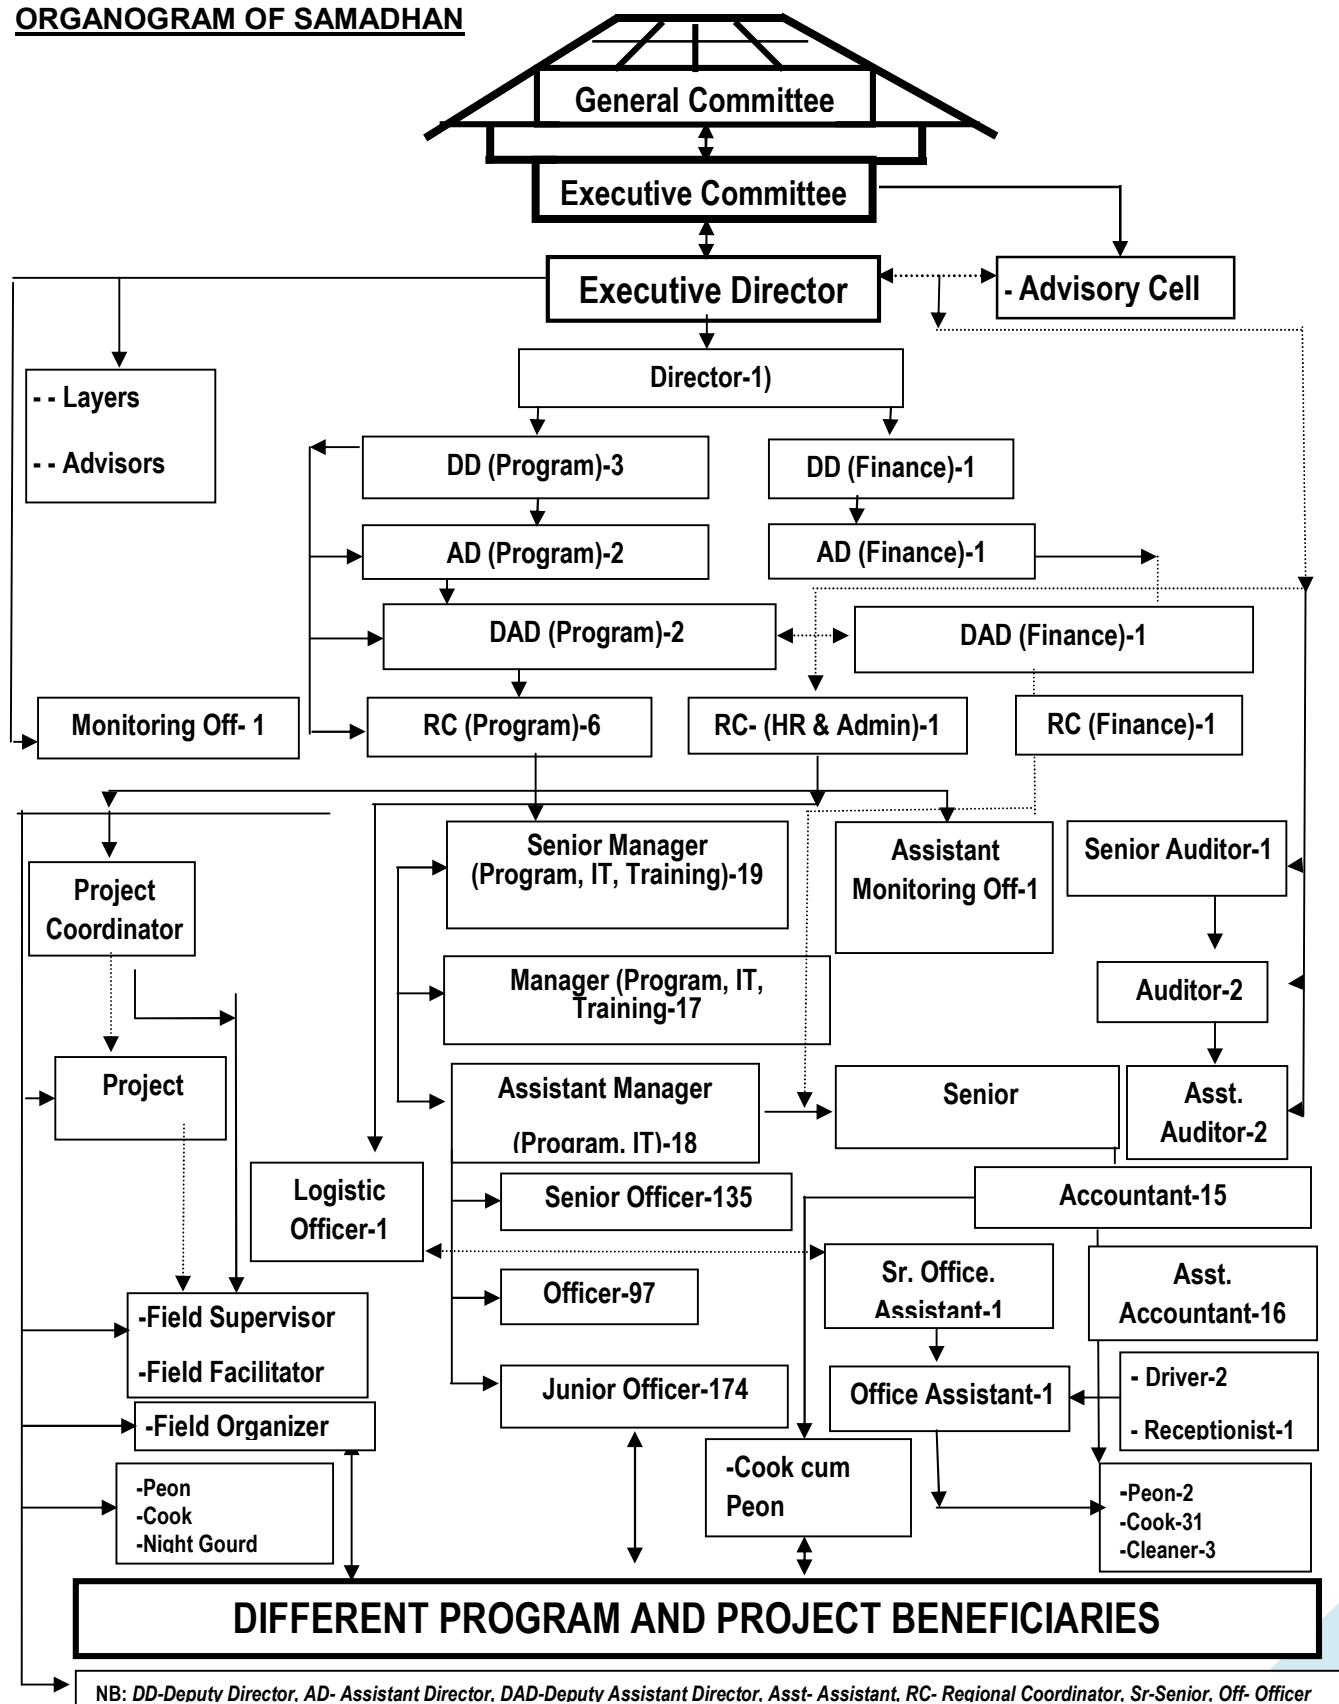 ORGANOGRAM OF SAMADHAN
General Committee
Executive Committee
Executive Director
- Advisory Cell
Director-1)
- - Layers
- - Advisors
DD (Program)-3
DD (Finance)-1
AD (Program)-2
AD (Finance)-1
DAD (Program)-2
DAD (Finance)-1
Monitoring Off- 1
RC (Program)-6
RC- (HR & Admin)-1
RC (Finance)-1
Project
Coordinator
Senior Manager
(Program, IT, Training)-19
Assistant
Monitoring Off-1
Senior Auditor-1
Manager (Program, IT,
Training-17
Auditor-2
Project
Assistant Manager
(Program. IT)-18
Senior
Asst.
Auditor-2
Logistic
Officer-1
Senior Officer-135
Accountant-15
Officer-97
Sr. Office.
Assistant-1
Asst.
Accountant-16
-Field Supervisor
-Field Facilitator
Junior Officer-174
Office Assistant-1
- Driver-2
- Receptionist-1
-Field Organizer
-Peon
-Cook
-Night Gourd
-Cook cum
Peon
-Peon-2
-Cook-31
-Cleaner-3
DIFFERENT PROGRAM AND PROJECT BENEFICIARIES
NB: DD-Deputy Director, AD- Assistant Director, DAD-Deputy Assistant Director, Asst- Assistant, RC- Regional Coordinator, Sr-Senior, Off- Officer